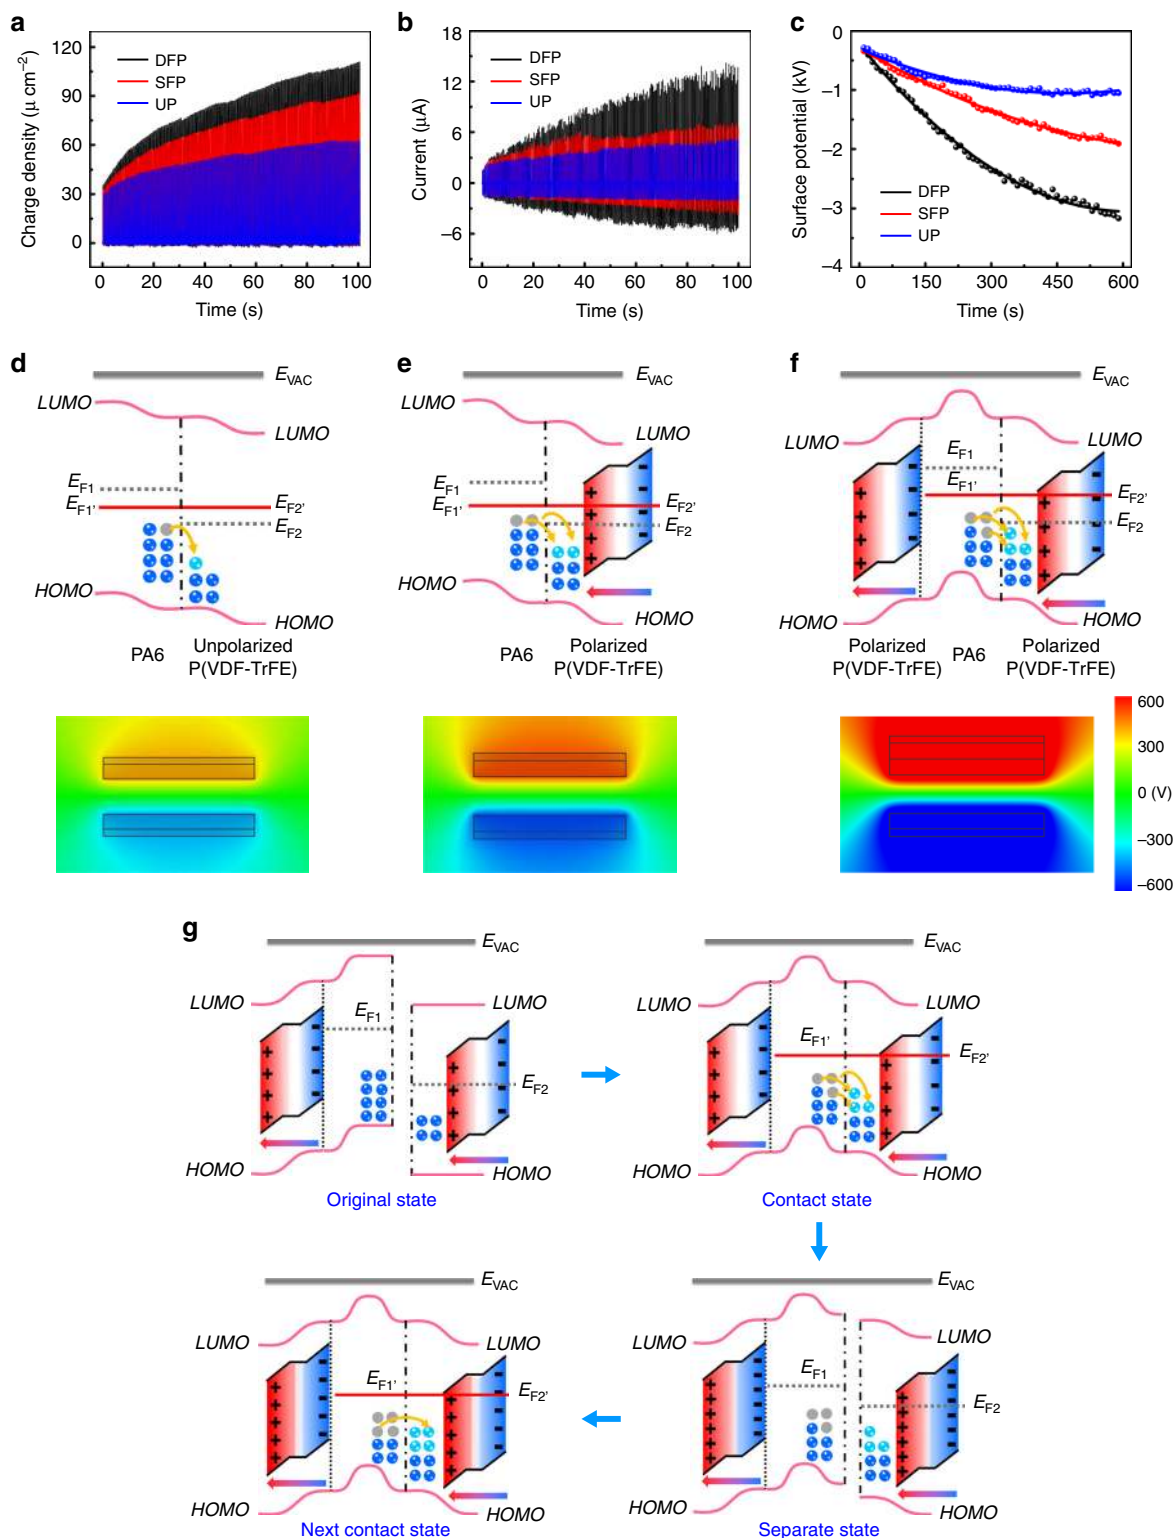 a
Charge density (μ cm−2)
120
90
60
30
0
DFP
SFP
UP
0 20 40 60 80 100
Time (s)
b
Current (μA)
18
12
6
0
−6
DFP
SFP
UP
0 20 40 60 80 100
Time (s)
c
Surface potential (kV)
0
−1
−2
−3
−4
DFP
SFP
UP
0 150 300 450 600
Time (s)
d
EVAC
LUMO
LUMO
EF1
EF1' EF2'
EF2
HOMO
HOMO
PA6 Unpolarized
P(VDF-TrFE)
e
EVAC
LUMO
LUMO
EF1
EF1' EF2'
EF2
+ + + +
− − − −
HOMO
HOMO
PA6 Polarized
P(VDF-TrFE)
f
EVAC
LUMO LUMO
EF1
EF1' EF2'
EF2
+ + + +
− − − −
+ + + +
− − − −
HOMO HOMO
Polarized PA6 Polarized
P(VDF-TrFE) P(VDF-TrFE)
600
300
0 (V)
−300
−600
g
EVAC
LUMO LUMO
EF1
EF2
+ + + +
− − − −
+ + + +
− − − −
HOMO HOMO
Original state
EVAC
LUMO LUMO
EF1' EF2'
+ + + +
− − − −
+ + + +
− − − −
HOMO HOMO
Contact state
EVAC
LUMO LUMO
EF1' EF2'
HOMO HOMO
Next contact state
EVAC
LUMO LUMO
EF1
EF2
HOMO HOMO
Separate state